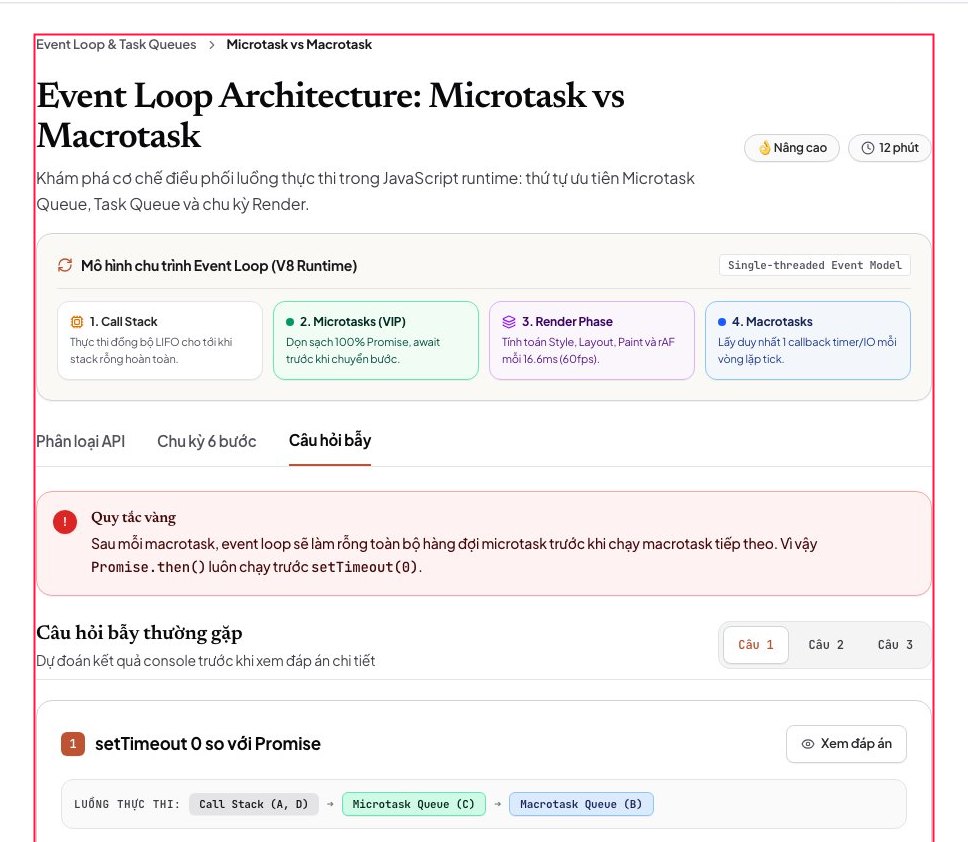 Event Loop & Task Queues > Microtask vs Macrotask
Event Loop Architecture: Microtask vs
Macrotask
Nâng cao
12 phút
Khám phá cơ chế điều phối luồng thực thi trong JavaScript runtime: thứ tự ưu tiên Microtask
Queue, Task Queue và chu kỳ Render.
Mô hình chu trình Event Loop (V8 Runtime)
Single-threaded Event Model
1. Call Stack
Thực thi đồng bộ LIFO cho tới khi
stack rỗng hoàn toàn.
2. Microtasks (VIP)
Dọn sạch 100% Promise, await
trước khi chuyển bước.
3. Render Phase
Tính toán Style, Layout, Paint và rAF
mỗi 16.6ms (60fps).
4. Macrotasks
Lấy duy nhất 1 callback timer/IO mỗi
vòng lặp tick.
Phân loại API
Chu kỳ 6 bước
Câu hỏi bẫy
!
Quy tắc vàng
Sau mỗi macrotask, event loop sẽ làm rỗng toàn bộ hàng đợi microtask trước khi chạy macrotask tiếp theo. Vì vậy
Promise.then() luôn chạy trước setTimeout(0).
Câu hỏi bẫy thường gặp
Dự đoán kết quả console trước khi xem đáp án chi tiết
Câu 1
Câu 2
Câu 3
1 setTimeout 0 so với Promise
Xem đáp án
LUỒNG THỰC THI: Call Stack (A, D) → Microtask Queue (C) → Macrotask Queue (B)